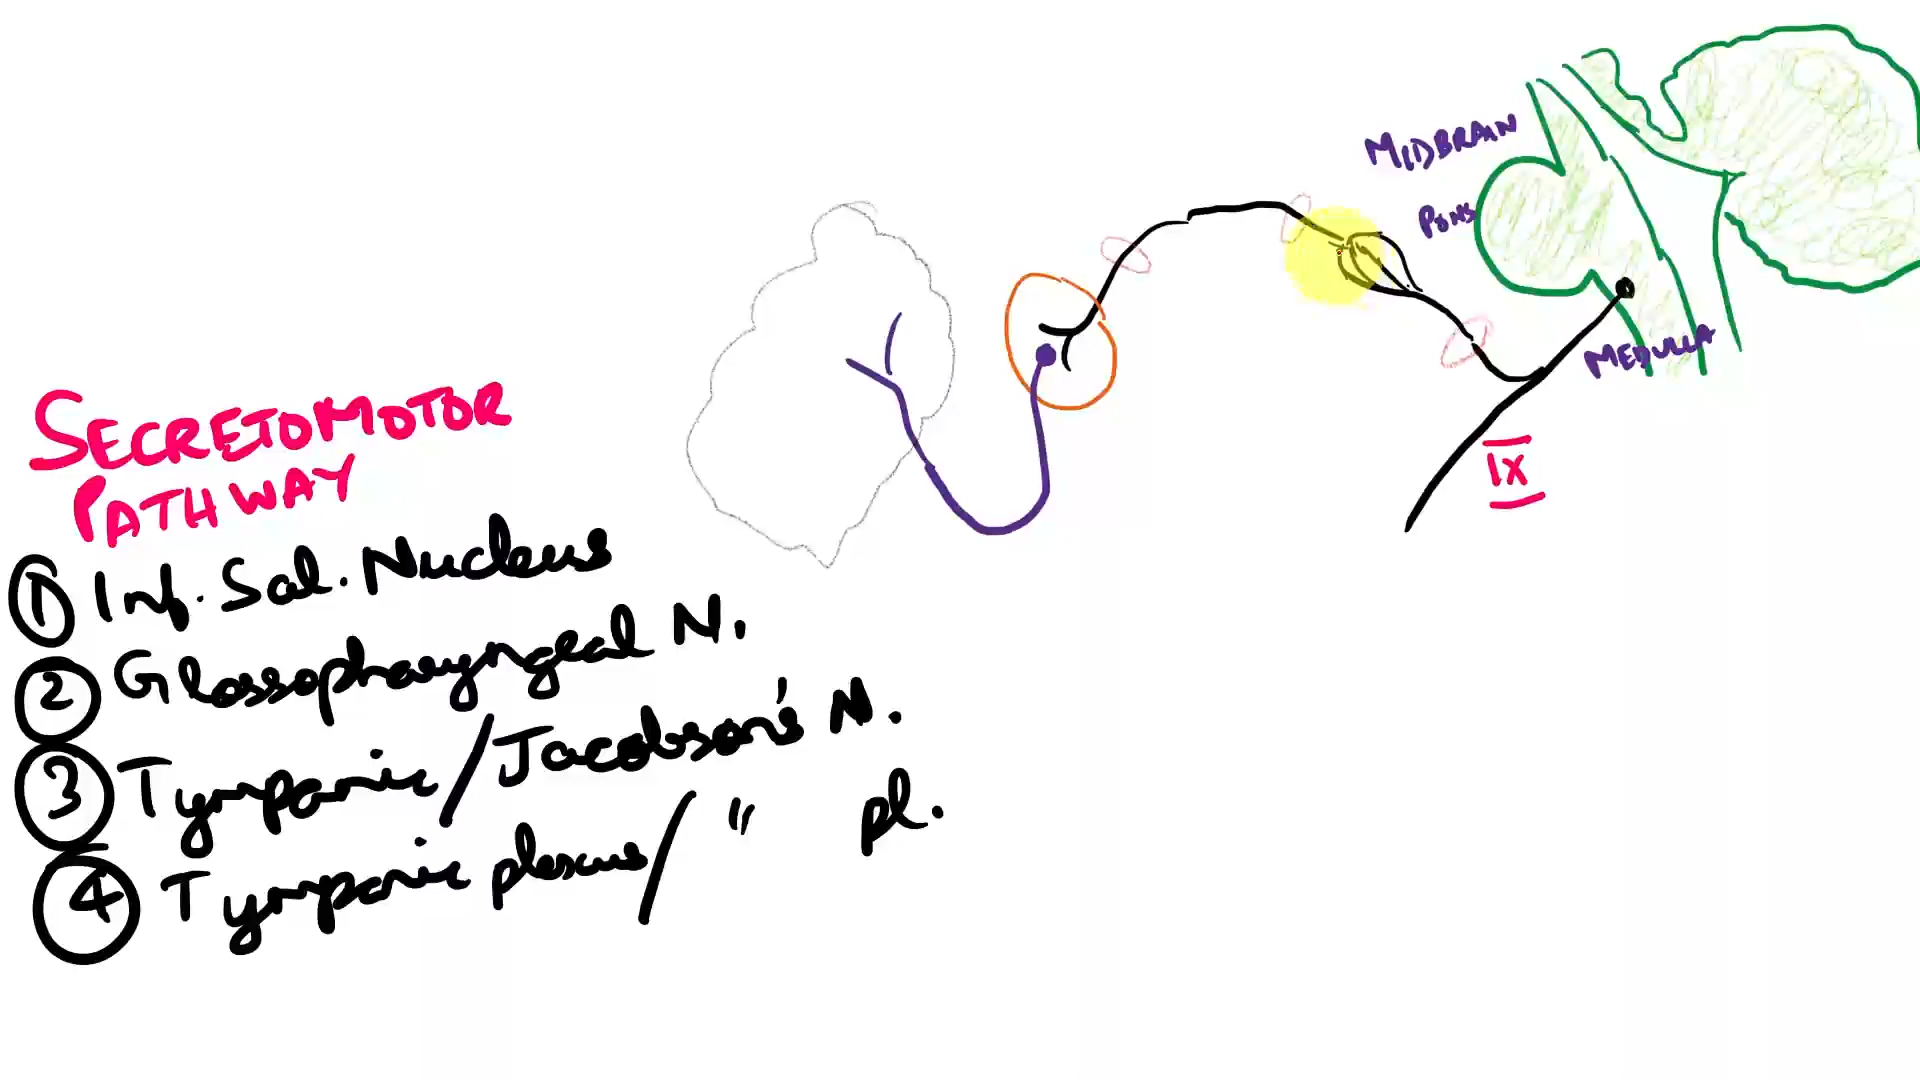 MIDBRAIN
PONS
MEDULLA
IX
SECRETOMOTOR
PATHWAY
① Inf. Sal. Nucleus
② Glossopharyngeal N.
③ Tympanic/Jacobson's N.
④ Tympanic plexus/ " pl.